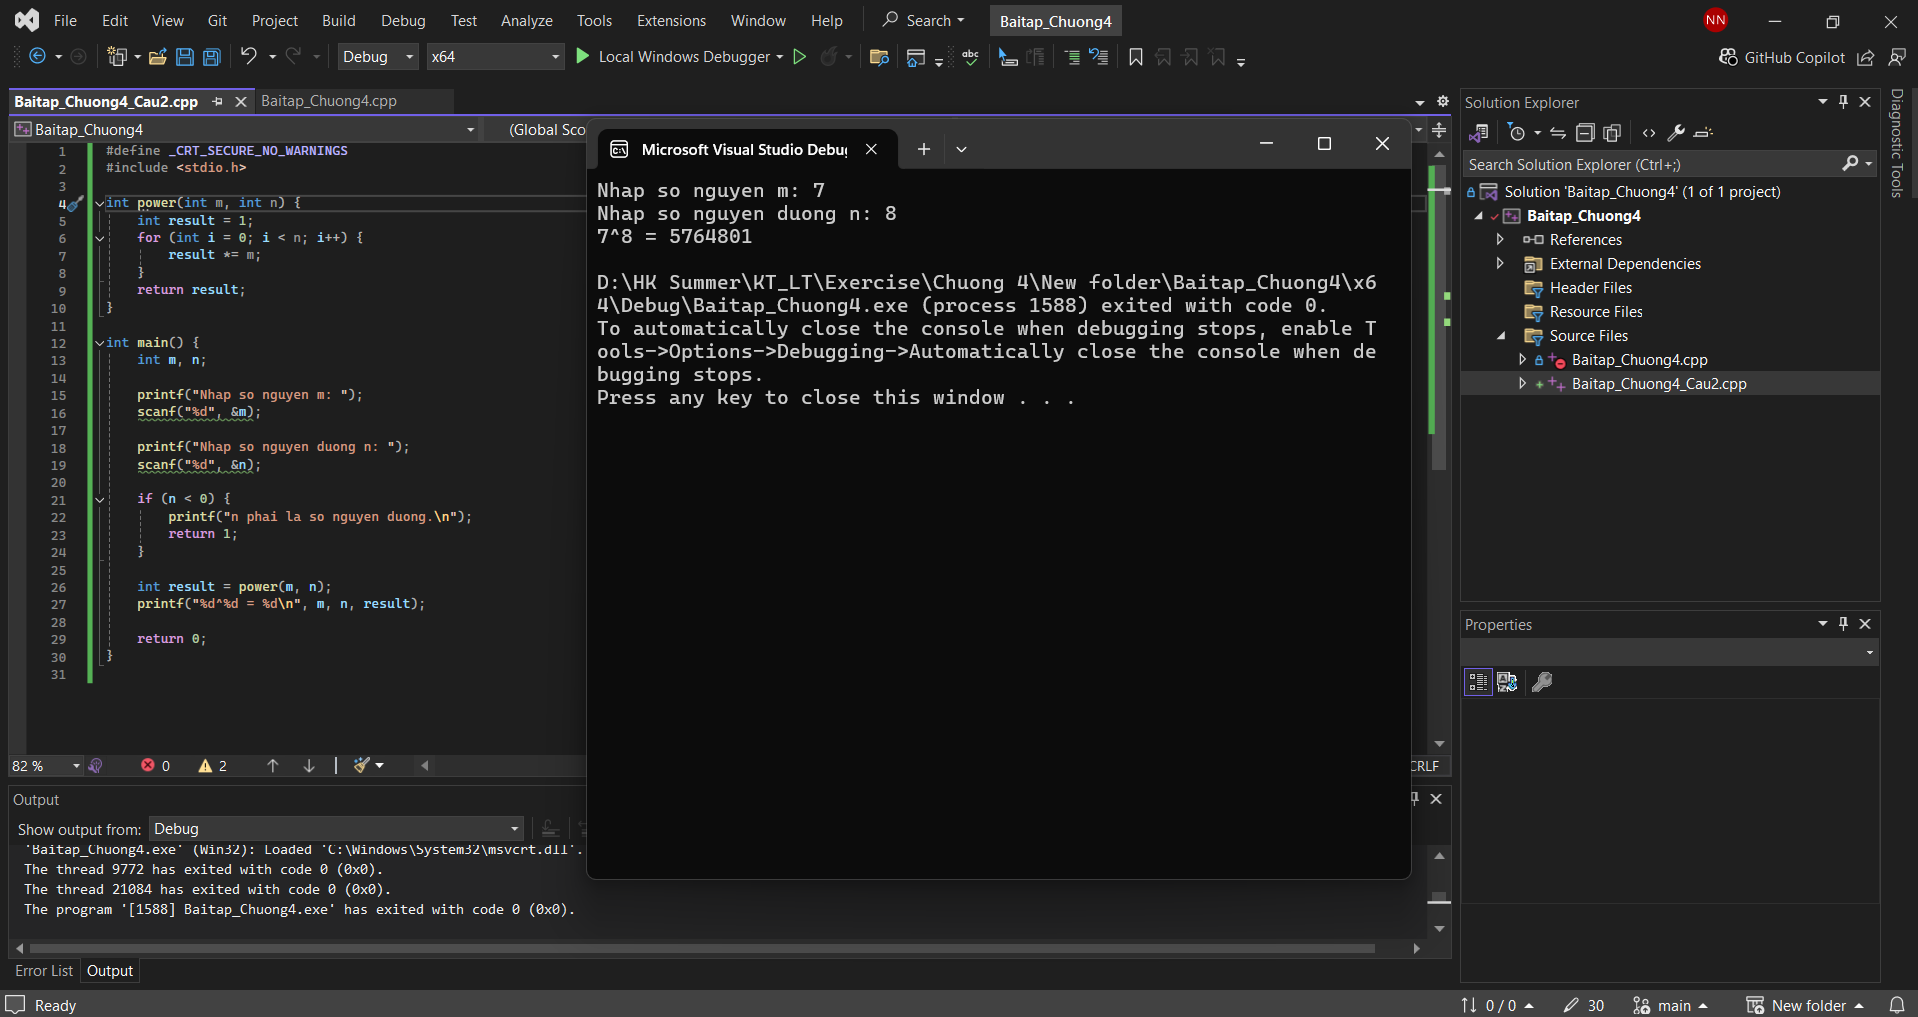 File Edit View Git Project Build Debug Test Analyze Tools Extensions Window Help Search Baitap_Chuong4 NN
Debug x64 Local Windows Debugger abc GitHub Copilot
Baitap_Chuong4_Cau2.cpp Baitap_Chuong4.cpp
Baitap_Chuong4 (Global Sco
1 #define _CRT_SECURE_NO_WARNINGS
2 #include <stdio.h>
3
4 int power(int m, int n) {
5 int result = 1;
6 for (int i = 0; i < n; i++) {
7 result *= m;
8 }
9 return result;
10 }
11
12 int main() {
13 int m, n;
14
15 printf("Nhap so nguyen m: ");
16 scanf("%d", &m);
17
18 printf("Nhap so nguyen duong n: ");
19 scanf("%d", &n);
20
21 if (n < 0) {
22 printf("n phai la so nguyen duong.\n");
23 return 1;
24 }
25
26 int result = power(m, n);
27 printf("%d^%d = %d\n", m, n, result);
28
29 return 0;
30 }
31
82 % 0 2 CRLF
Microsoft Visual Studio Debug
Nhap so nguyen m: 7
Nhap so nguyen duong n: 8
7^8 = 5764801
D:\HK Summer\KT_LT\Exercise\Chuong 4\New folder\Baitap_Chuong4\x6
4\Debug\Baitap_Chuong4.exe (process 1588) exited with code 0.
To automatically close the console when debugging stops, enable T
ools->Options->Debugging->Automatically close the console when de
bugging stops.
Press any key to close this window . . .
Output
Show output from: Debug
'Baitap_Chuong4.exe' (Win32): Loaded 'C:\Windows\System32\msvcrt.dll'.
The thread 9772 has exited with code 0 (0x0).
The thread 21084 has exited with code 0 (0x0).
The program '[1588] Baitap_Chuong4.exe' has exited with code 0 (0x0).
Error List Output
Solution Explorer
Search Solution Explorer (Ctrl+;)
Solution 'Baitap_Chuong4' (1 of 1 project)
Baitap_Chuong4
References
External Dependencies
Header Files
Resource Files
Source Files
Baitap_Chuong4.cpp
Baitap_Chuong4_Cau2.cpp
Properties
Diagnostic Tools
Ready 0 / 0 30 main New folder